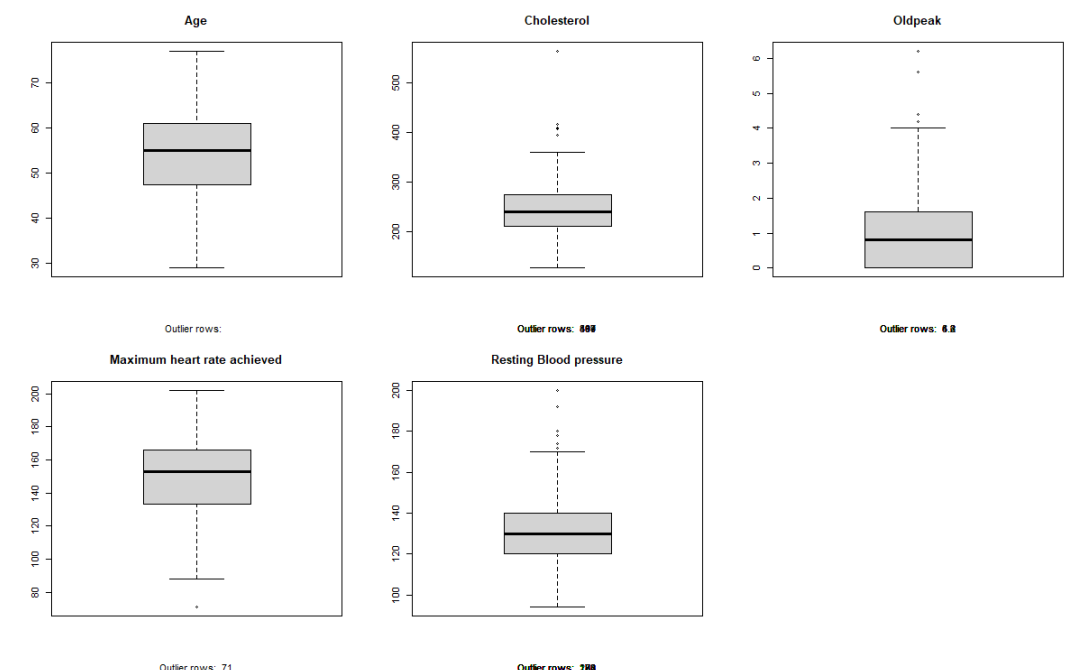 Age
Cholesterol
Oldpeak
70
60
50
40
30
500
400
300
200
6
5
4
3
2
1
0
Outlier rows:
Outlier rows:
Outlier rows:
Maximum heart rate achieved
Resting Blood pressure
200
180
160
140
120
100
80
200
180
160
140
120
100
Outlier rows: 71
Outlier rows: